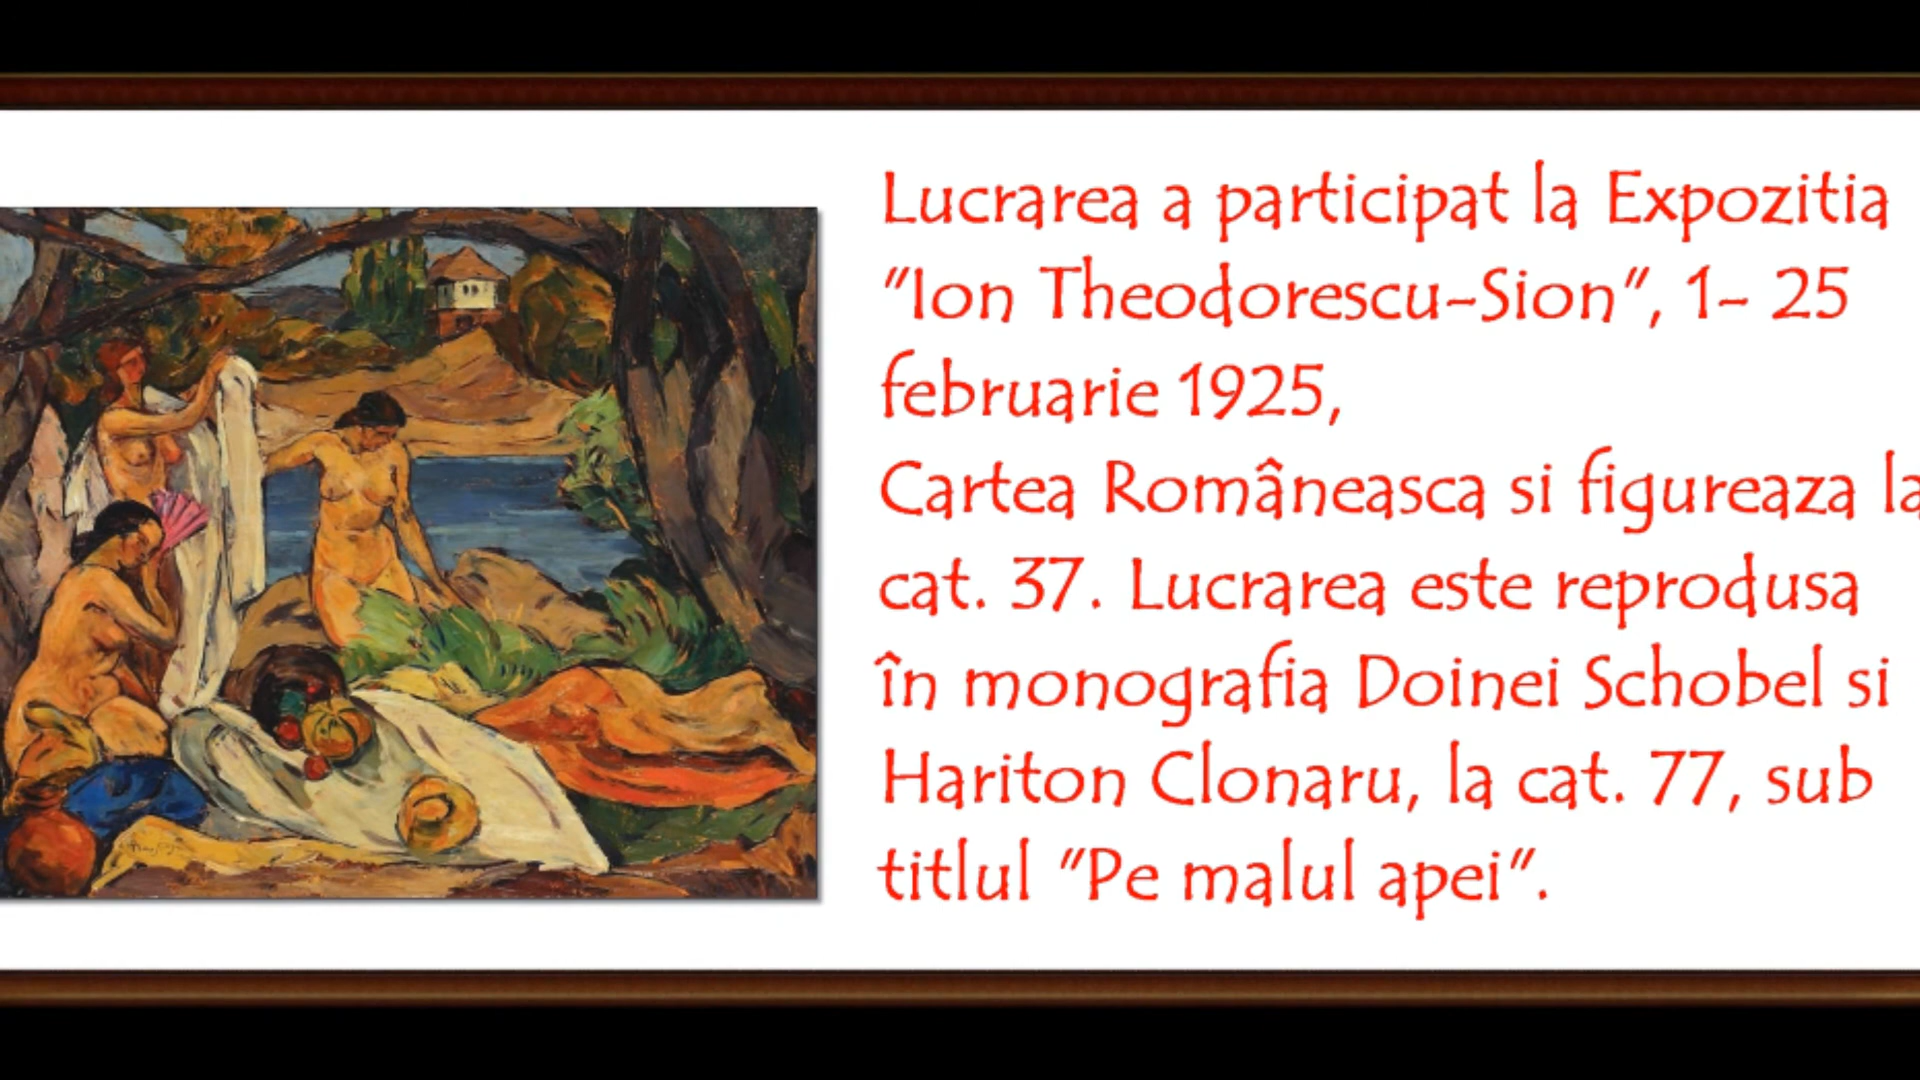 Lucrarea a participat la Expozitia
"Ion Theodorescu-Sion", 1- 25
februarie 1925,
Cartea Româneasca si figureaza la
cat. 37. Lucrarea este reprodusa
în monografia Doinei Schobel si
Hariton Clonaru, la cat. 77, sub
titlul "Pe malul apei".